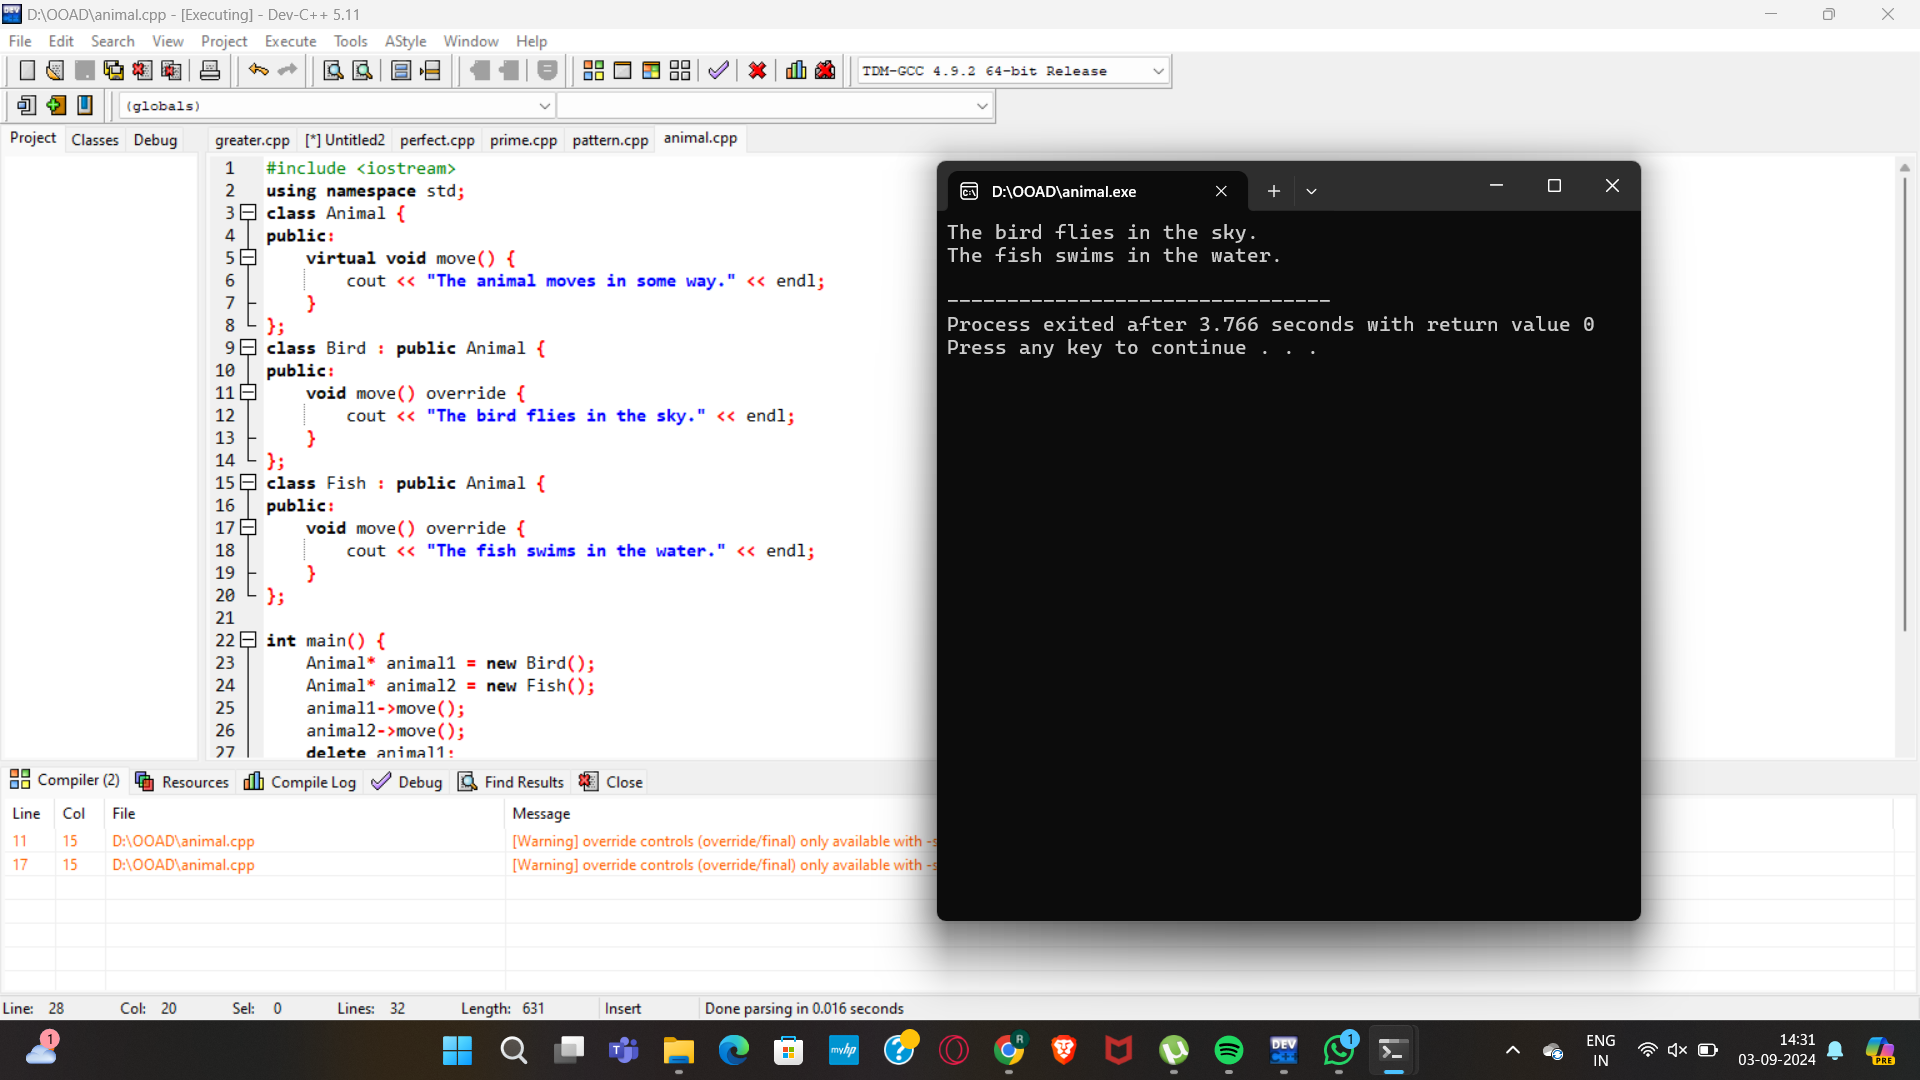 D:\OOAD\animal.cpp - [Executing] - Dev-C++ 5.11
File Edit Search View Project Execute Tools AStyle Window Help
TDM-GCC 4.9.2 64-bit Release
(globals)
Project Classes Debug
greater.cpp [*] Untitled2 perfect.cpp prime.cpp pattern.cpp animal.cpp
1 #include <iostream>
2 using namespace std;
3 class Animal {
4 public:
5 virtual void move() {
6 cout << "The animal moves in some way." << endl;
7 }
8 };
9 class Bird : public Animal {
10 public:
11 void move() override {
12 cout << "The bird flies in the sky." << endl;
13 }
14 };
15 class Fish : public Animal {
16 public:
17 void move() override {
18 cout << "The fish swims in the water." << endl;
19 }
20 };
21
22 int main() {
23 Animal* animal1 = new Bird();
24 Animal* animal2 = new Fish();
25 animal1->move();
26 animal2->move();
27 delete animal1;
D:\OOAD\animal.exe
The bird flies in the sky.
The fish swims in the water.
--------------------------------
Process exited after 3.766 seconds with return value 0
Press any key to continue . . .
Compiler (2) Resources Compile Log Debug Find Results Close
Line Col File Message
11 15 D:\OOAD\animal.cpp [Warning] override controls (override/final) only available with -s
17 15 D:\OOAD\animal.cpp [Warning] override controls (override/final) only available with -s
Line: 28 Col: 20 Sel: 0 Lines: 32 Length: 631 Insert Done parsing in 0.016 seconds
1
myhp
R
DEV
1
ENG
IN
14:31
03-09-2024
PRE